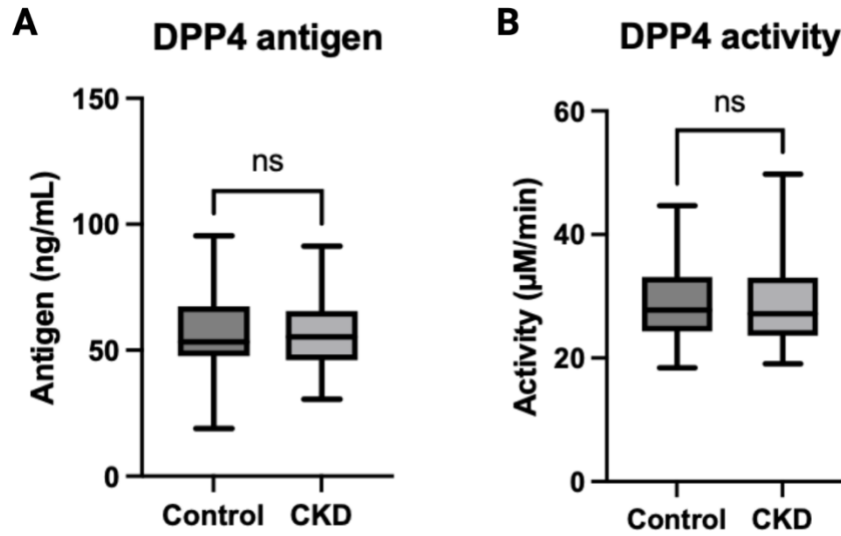 A
DPP4 antigen
150
100
50
0
Antigen (ng/mL)
ns
Control
CKD
B
DPP4 activity
60
40
20
0
Activity (µM/min)
ns
Control
CKD